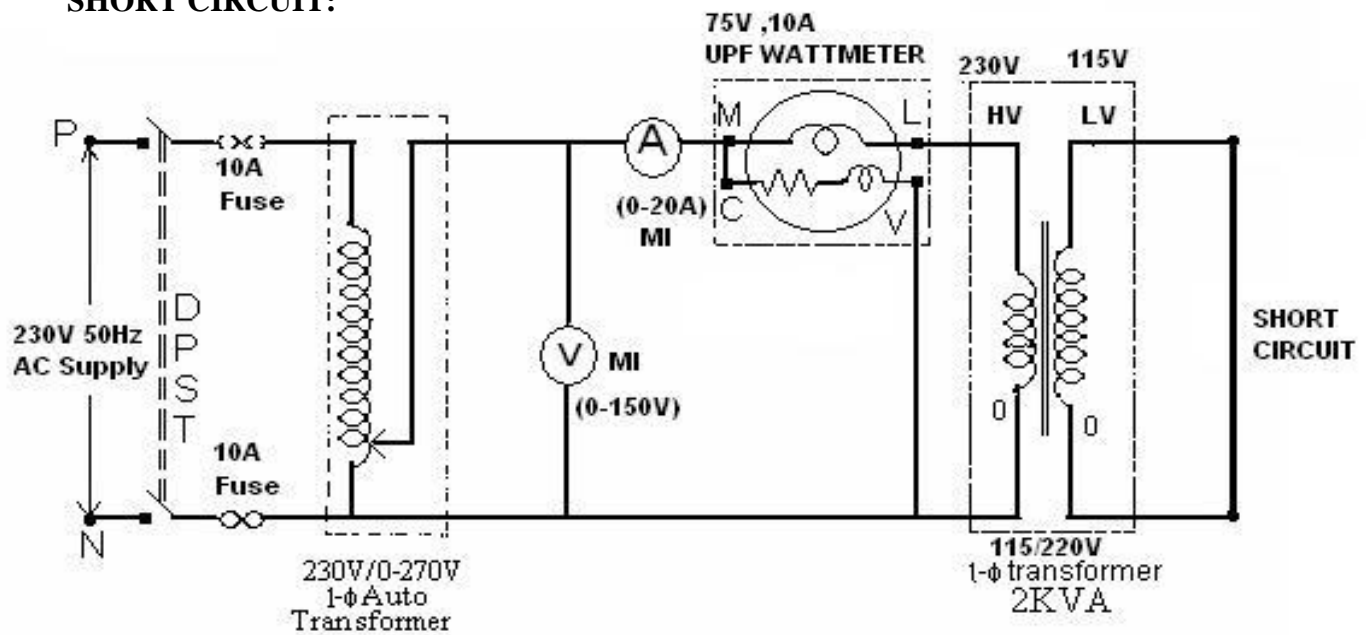 SHORT CIRCUIT:
75V ,10A
UPF WATTMETER
230V
115V
HV
LV
P
10A
Fuse
M
L
A
C
V
(0-20A)
MI
D
P
S
T
230V 50Hz
AC Supply
V
MI
(0-150V)
SHORT
CIRCUIT
0
0
10A
Fuse
N
230V/0-270V
1-ϕ Auto
Transformer
115/220V
1-ϕ transformer
2KVA